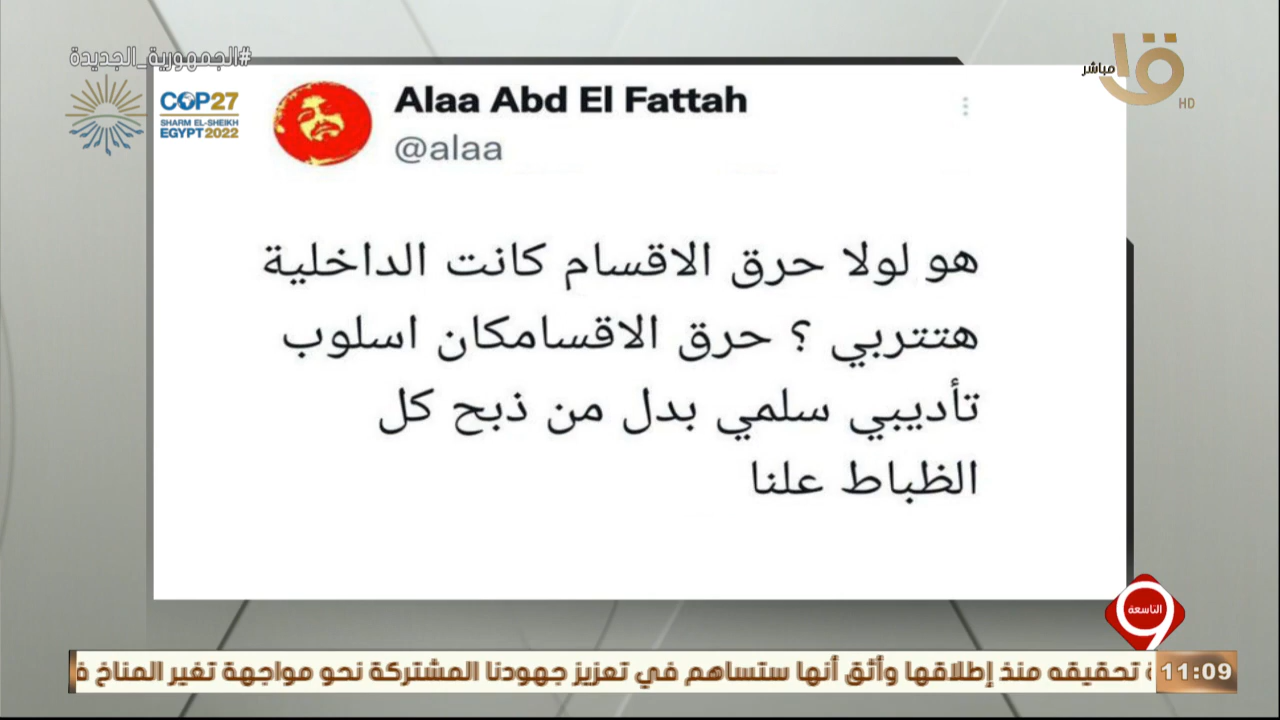 #الجمهورية_الجديدة
مباشر
HD
COP27
SHARM EL-SHEIKH
EGYPT 2022
Alaa Abd El Fattah
@alaa
هو لولا حرق الاقسام كانت الداخلية
هتتربي ؟ حرق الاقسامكان اسلوب
تأديبي سلمي بدل من ذبح كل
الظباط علنا
التاسعة
9
11:09
تحقيقه منذ إطلاقها وأثق أنها ستساهم في تعزيز جهودنا المشتركة نحو مواجهة تغير المناخ